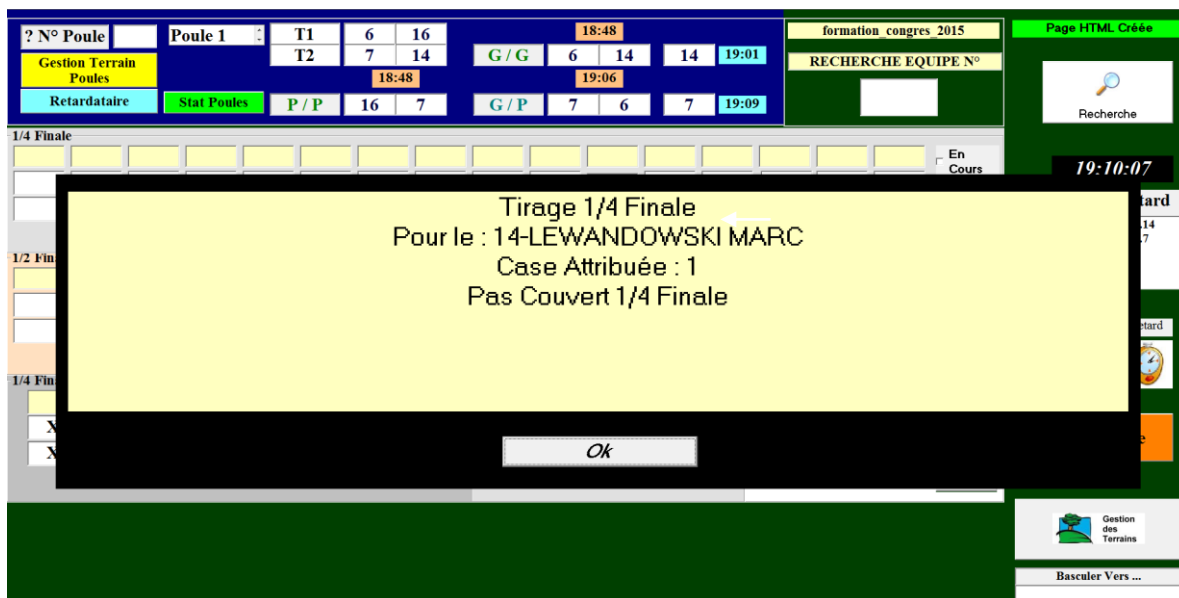 ? N° Poule
Poule 1
T1 6 16
18:48
formation_congres_2015
Page HTML Créée
T2 7 14
G / G 6 14 14 19:01
Gestion Terrain
Poules
RECHERCHE EQUIPE N°
18:48
19:06
Retardataire
Stat Poules
P / P 16 7
G / P 7 6 7 19:09
Recherche
1/4 Finale
En
Cours
19:10:07
Tirage 1/4 Finale
Pour le : 14-LEWANDOWSKI MARC
Case Attribuée : 1
Pas Couvert 1/4 Finale
tard
.14
.7
1/2 Fin
etard
1/4 Fin
X
X
e
Ok
Gestion
des
Terrains
Basculer Vers ...